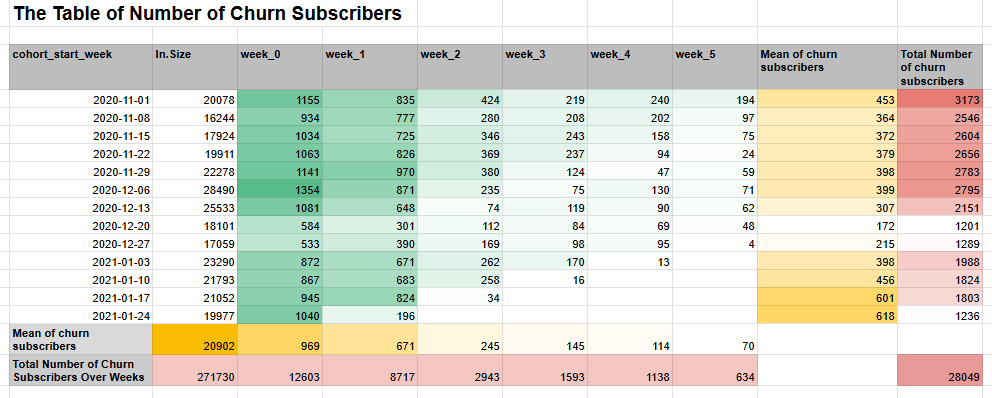 The Table of Number of Churn Subscribers
cohort_start_week In.Size week_0 week_1 week_2 week_3 week_4 week_5 Mean of churn subscribers Total Number of churn subscribers
2020-11-01 20078 1155 835 424 219 240 194 453 3173
2020-11-08 16244 934 777 280 208 202 97 364 2546
2020-11-15 17924 1034 725 346 243 158 75 372 2604
2020-11-22 19911 1063 826 369 237 94 24 379 2656
2020-11-29 22278 1141 970 380 124 47 59 398 2783
2020-12-06 28490 1354 871 235 75 130 71 399 2795
2020-12-13 25533 1081 648 74 119 90 62 307 2151
2020-12-20 18101 584 301 112 84 69 48 172 1201
2020-12-27 17059 533 390 169 98 95 4 215 1289
2021-01-03 23290 872 671 262 170 13 398 1988
2021-01-10 21793 867 683 258 16 456 1824
2021-01-17 21052 945 824 34 601 1803
2021-01-24 19977 1040 196 618 1236
Mean of churn subscribers 20902 969 671 245 145 114 70
Total Number of Churn Subscribers Over Weeks 271730 12603 8717 2943 1593 1138 634 28049